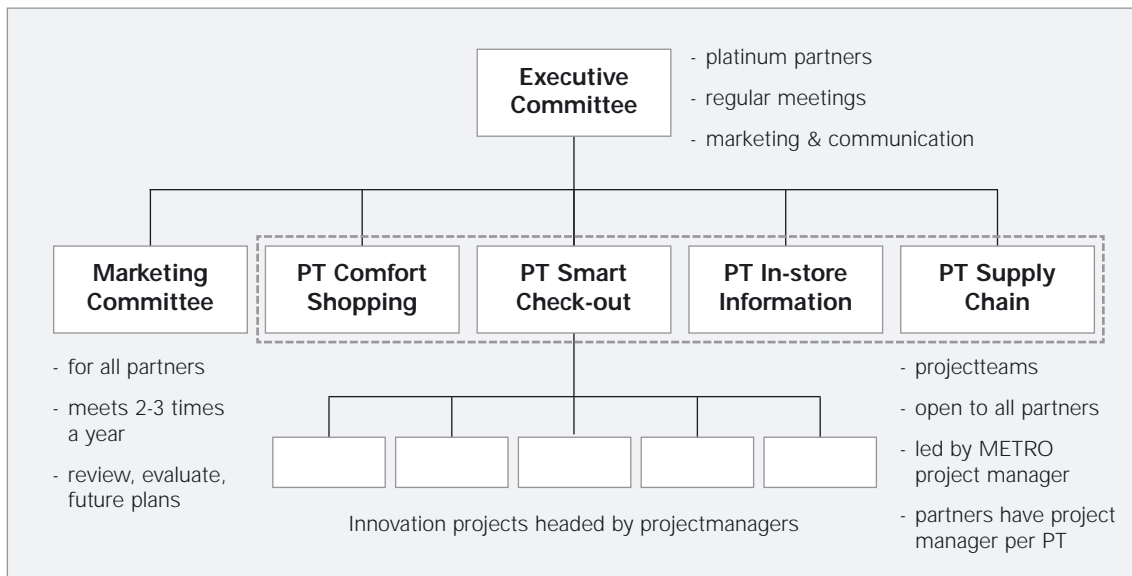 Executive
Committee
- platinum partners
- regular meetings
- marketing & communication
Marketing
Committee
PT Comfort
Shopping
PT Smart
Check-out
PT In-store
Information
PT Supply
Chain
- for all partners
- meets 2-3 times
a year
- review, evaluate,
future plans
- projectteams
- open to all partners
- led by METRO
project manager
- partners have project
manager per PT
Innovation projects headed by projectmanagers